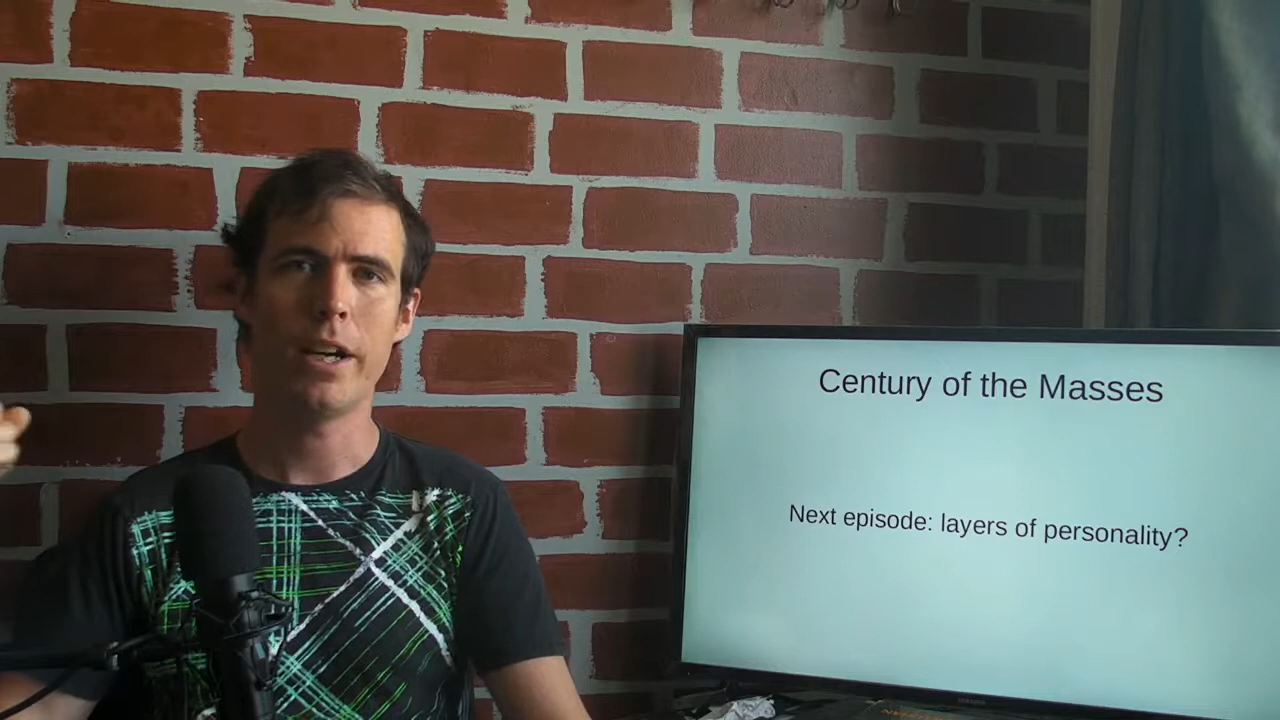 Century of the Masses
Next episode: layers of personality?